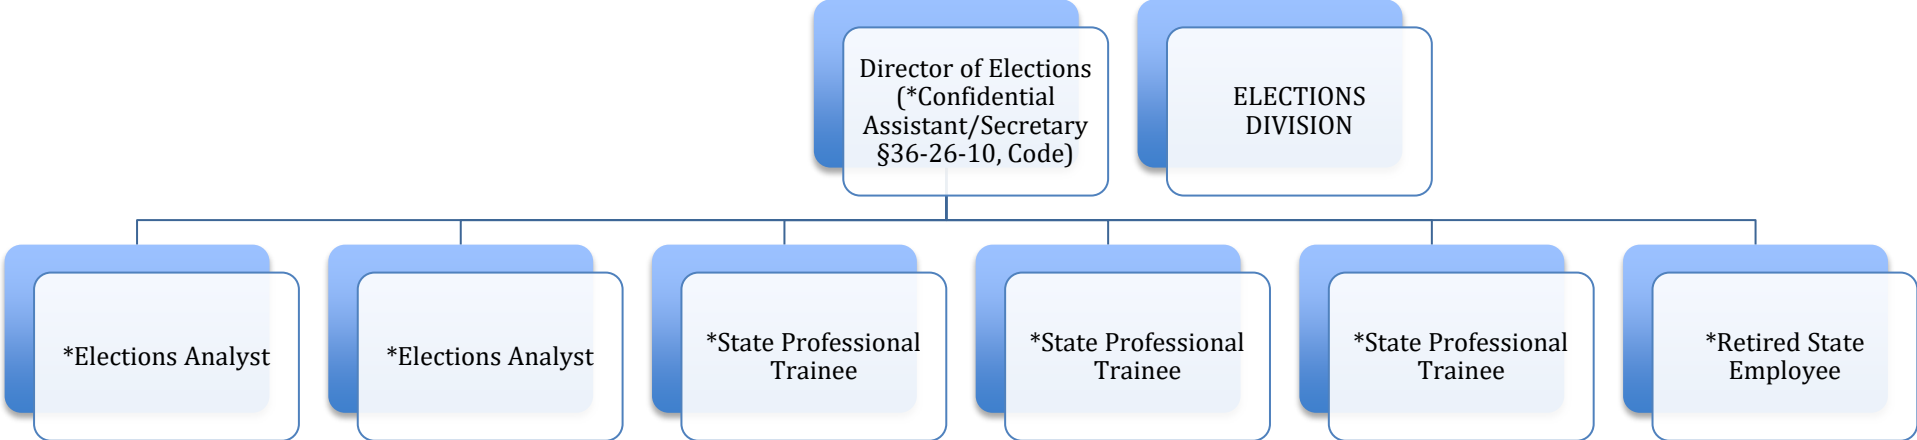 Director of Elections
(*Confidential
Assistant/Secretary
§36-26-10, Code)
ELECTIONS
DIVISION
*Elections Analyst
*Elections Analyst
*State Professional
Trainee
*State Professional
Trainee
*State Professional
Trainee
*Retired State
Employee